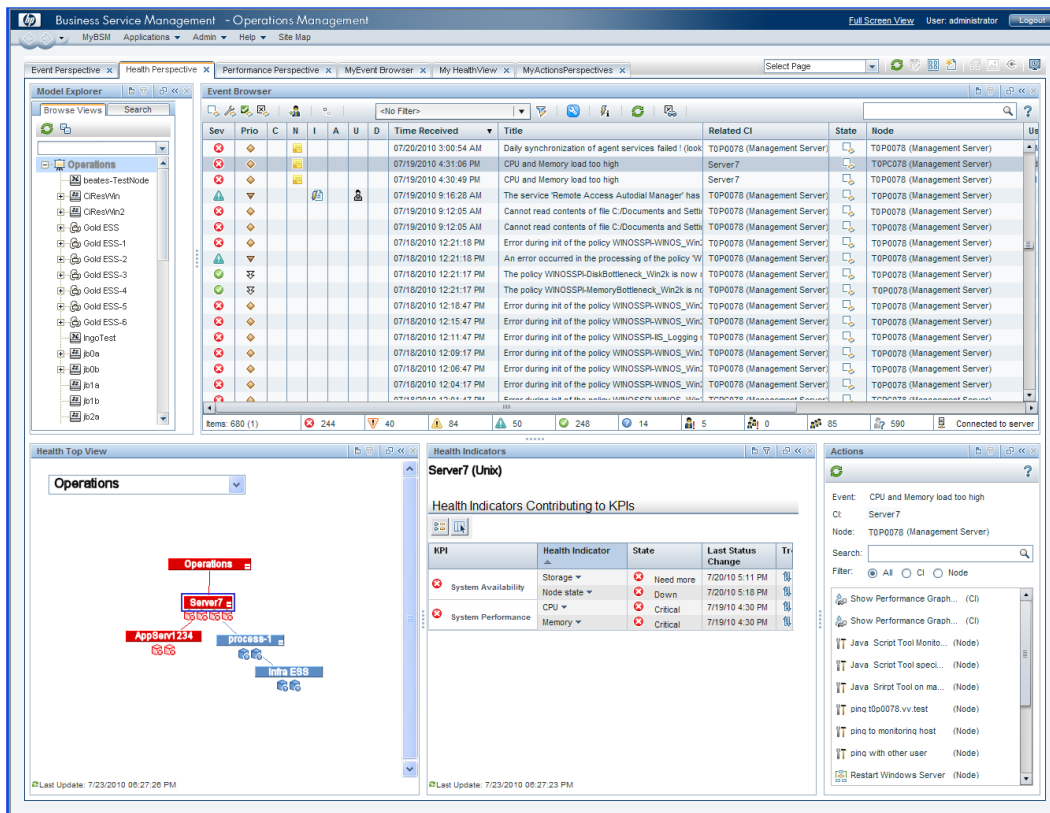 hp Business Service Management - Operations Management Full Screen View User: administrator Logout
MyBSM Applications Admin Help Site Map
Event Perspective x Health Perspective x Performance Perspective x MyEvent Browser x My HealthView x MyActionsPerspectives x Select Page
Model Explorer
Browse Views Search
Operations
beates-TestNode
CiResWin
CiResWin2
Gold ESS
Gold ESS-1
Gold ESS-2
Gold ESS-3
Gold ESS-4
Gold ESS-5
Gold ESS-6
IngoTest
jb0a
jb0b
jb1a
jb1b
jb2a
Event Browser
<No Filter>
Sev Prio C N I A U D Time Received Title Related CI State Node Us
07/20/2010 3:00:54 AM Daily synchronization of agent services failed ! (look T0P0078 (Management Server) T0P0078 (Management Server)
07/19/2010 4:31:06 PM CPU and Memory load too high Server7 T0P0078 (Management Server)
07/19/2010 4:30:49 PM CPU and Memory load too high Server7 T0P0078 (Management Server)
07/19/2010 9:16:28 AM The service 'Remote Access Autodial Manager' has T0P0078 (Management Server) T0P0078 (Management Server)
07/19/2010 9:12:05 AM Cannot read contents of file C:/Documents and Setti T0P0078 (Management Server) T0P0078 (Management Server)
07/19/2010 9:12:05 AM Cannot read contents of file C:/Documents and Setti T0P0078 (Management Server) T0P0078 (Management Server)
07/18/2010 12:21:18 PM Error during init of the policy WINOSSPI-WINOS_Win2 T0P0078 (Management Server) T0P0078 (Management Server)
07/18/2010 12:21:18 PM An error occurred in the processing of the policy 'W T0P0078 (Management Server) T0P0078 (Management Server)
07/18/2010 12:21:17 PM The policy WINOSSPI-DiskBottleneck_Win2k is now T0P0078 (Management Server) T0P0078 (Management Server)
07/18/2010 12:21:17 PM The policy WINOSSPI-MemoryBottleneck_Win2k is T0P0078 (Management Server) T0P0078 (Management Server)
07/18/2010 12:18:47 PM Error during init of the policy WINOSSPI-WINOS_Win2 T0P0078 (Management Server) T0P0078 (Management Server)
07/18/2010 12:15:47 PM Error during init of the policy WINOSSPI-WINOS_Win2 T0P0078 (Management Server) T0P0078 (Management Server)
07/18/2010 12:11:47 PM Error during init of the policy WINOSSPI-IIS_Logging T0P0078 (Management Server) T0P0078 (Management Server)
07/18/2010 12:09:17 PM Error during init of the policy WINOSSPI-WINOS_Win2 T0P0078 (Management Server) T0P0078 (Management Server)
07/18/2010 12:06:47 PM Error during init of the policy WINOSSPI-WINOS_Win2 T0P0078 (Management Server) T0P0078 (Management Server)
07/18/2010 12:04:17 PM Error during init of the policy WINOSSPI-WINOS_Win2 T0P0078 (Management Server) T0P0078 (Management Server)
Items: 680 (1) 244 40 84 50 248 14 5 0 85 590 Connected to server
Health Top View
Operations
Operations
Server7
AppServ1234 process-1
Infra ESS
Last Update: 7/23/2010 06:27:26 PM
Health Indicators
Server7 (Unix)
Health Indicators Contributing to KPIs
KPI Health Indicator State Last Status Change Tr
System Availability Storage Need more 7/20/10 5:11 PM
Node state Down 7/20/10 5:18 PM
System Performance CPU Critical 7/19/10 4:30 PM
Memory Critical 7/19/10 4:30 PM
Last Update: 7/23/2010 06:27:23 PM
Actions
Event: CPU and Memory load too high
CI: Server7
Node: T0P0078 (Management Server)
Search:
Filter: All CI Node
Show Performance Graph... (CI)
Show Performance Graph... (CI)
Java Script Tool Monito... (Node)
Java Script Tool speci... (Node)
Java Srirpt Tool on ma... (Node)
ping t0p0078.vv.test (Node)
ping to monitoring host (Node)
ping with other user (Node)
Restart Windows Server (Node)